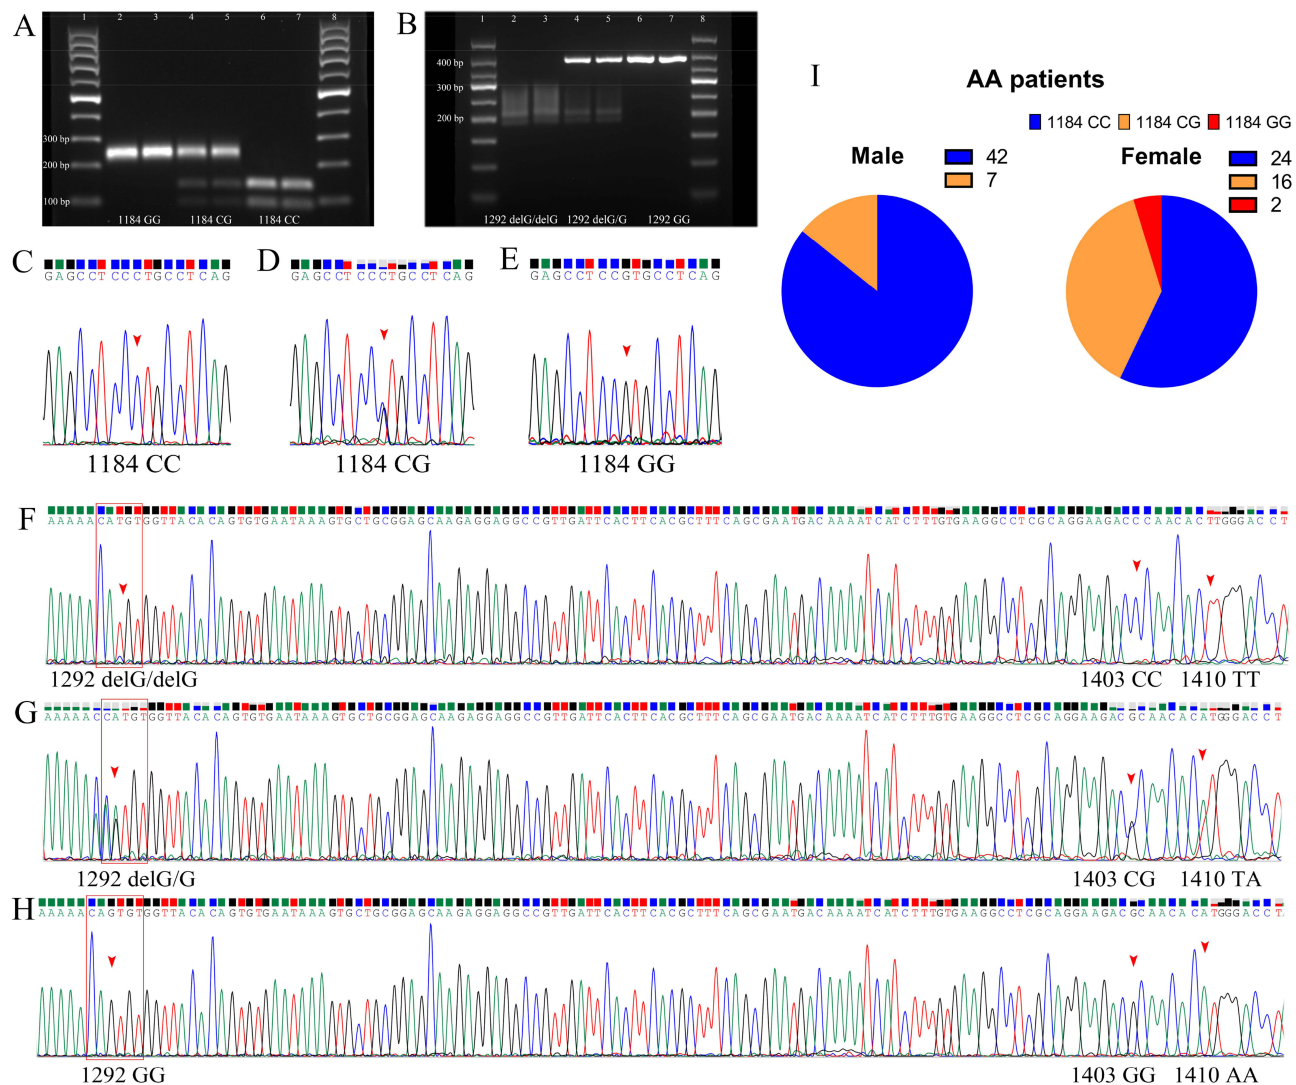 A
1 2 3 4 5 6 7 8
300 bp
200 bp
100 bp
1184 GG 1184 CG 1184 CC
B
1 2 3 4 5 6 7 8
400 bp
300 bp
200 bp
1292 delG/delG 1292 delG/G 1292 GG
I
AA patients
1184 CC 1184 CG 1184 GG
Male
42
7
Female
24
16
2
C
GAGCCTCCCTGCCTCAG
1184 CC
D
GAGCCTCCCTGCCTCAG
1184 CG
E
GAGCCTCCGTGCCTCAG
1184 GG
F
AAAAACATGTGGTTACACAGTGTGAATAAAGTGCTGCGGAGCAAGAGGAGGCCGTTGATTCACTTCACGCTTTCAGCGAATGACAAAATCATCTTTGTGAAGGCCTCGCAGGAAGACCCAACACTTGGGACCT
1292 delG/delG
1403 CC 1410 TT
G
AAAAACCATGTGGTTACACAGTGTGAATAAAGTGCTGCGGAGCAAGAGGAGGCCGTTGATTCACTTCACGCTTTCAGCGAATGACAAAATCATCTTTGTGAAGGCCTCGCAGGAAGACGCAACACATGGGACCT
1292 delG/G
1403 CG 1410 TA
H
AAAAACAGTGTGGTTACACAGTGTGAATAAAGTGCTGCGGAGCAAGAGGAGGCCGTTGATTCACTTCACGCTTTCAGCGAATGACAAAATCATCTTTGTGAAGGCCTCGCAGGAAGACGCAACACATGGGACCT
1292 GG
1403 GG 1410 AA